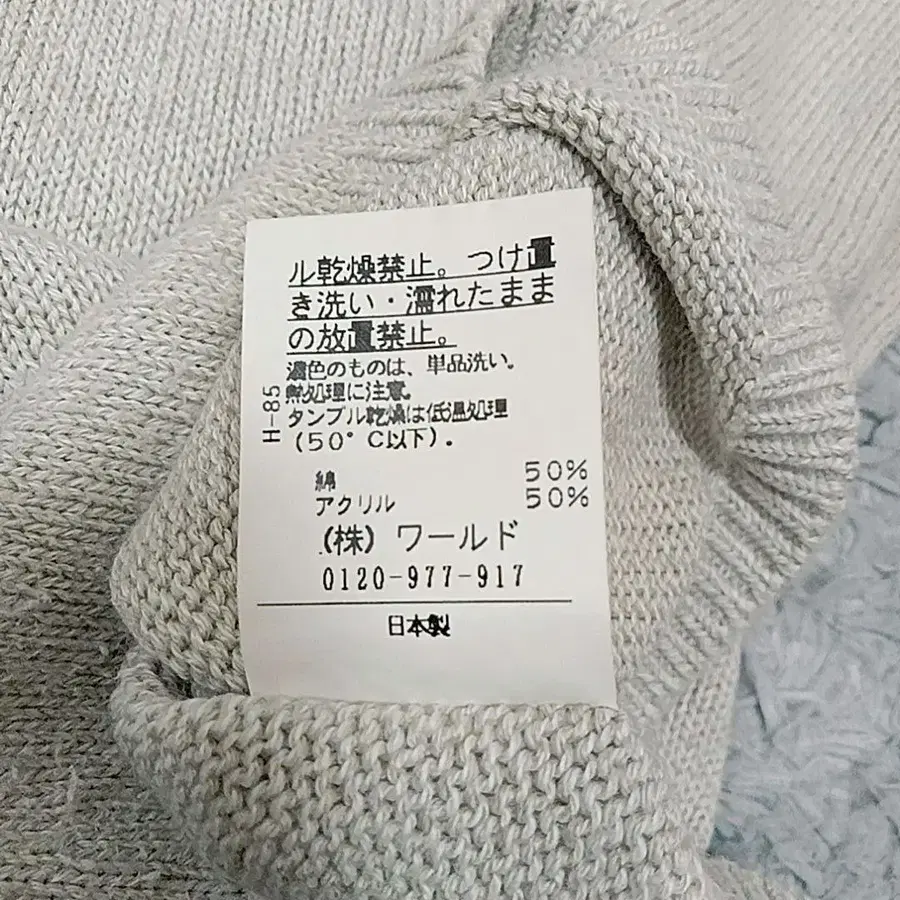 ル乾燥禁止。つけ置
き洗い・濡れたまま
の放置禁止。
濃色のものは、単品洗い。
熱処理に注意。
タンブル乾燥は低温処理
(50°C以下)。
H-85
綿 50%
アクリル 50%
(株) ワールド
0120-977-917
日本製